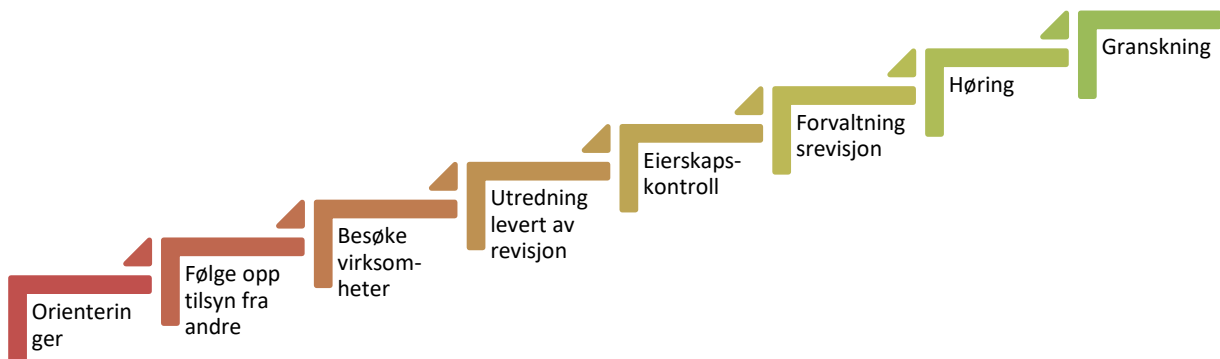 Orienterin
ger
Følge opp
tilsyn fra
andre
Besøke
virksom-
heter
Utredning
levert av
revisjon
Eierskaps-
kontroll
Forvaltning
srevisjon
Høring
Granskning